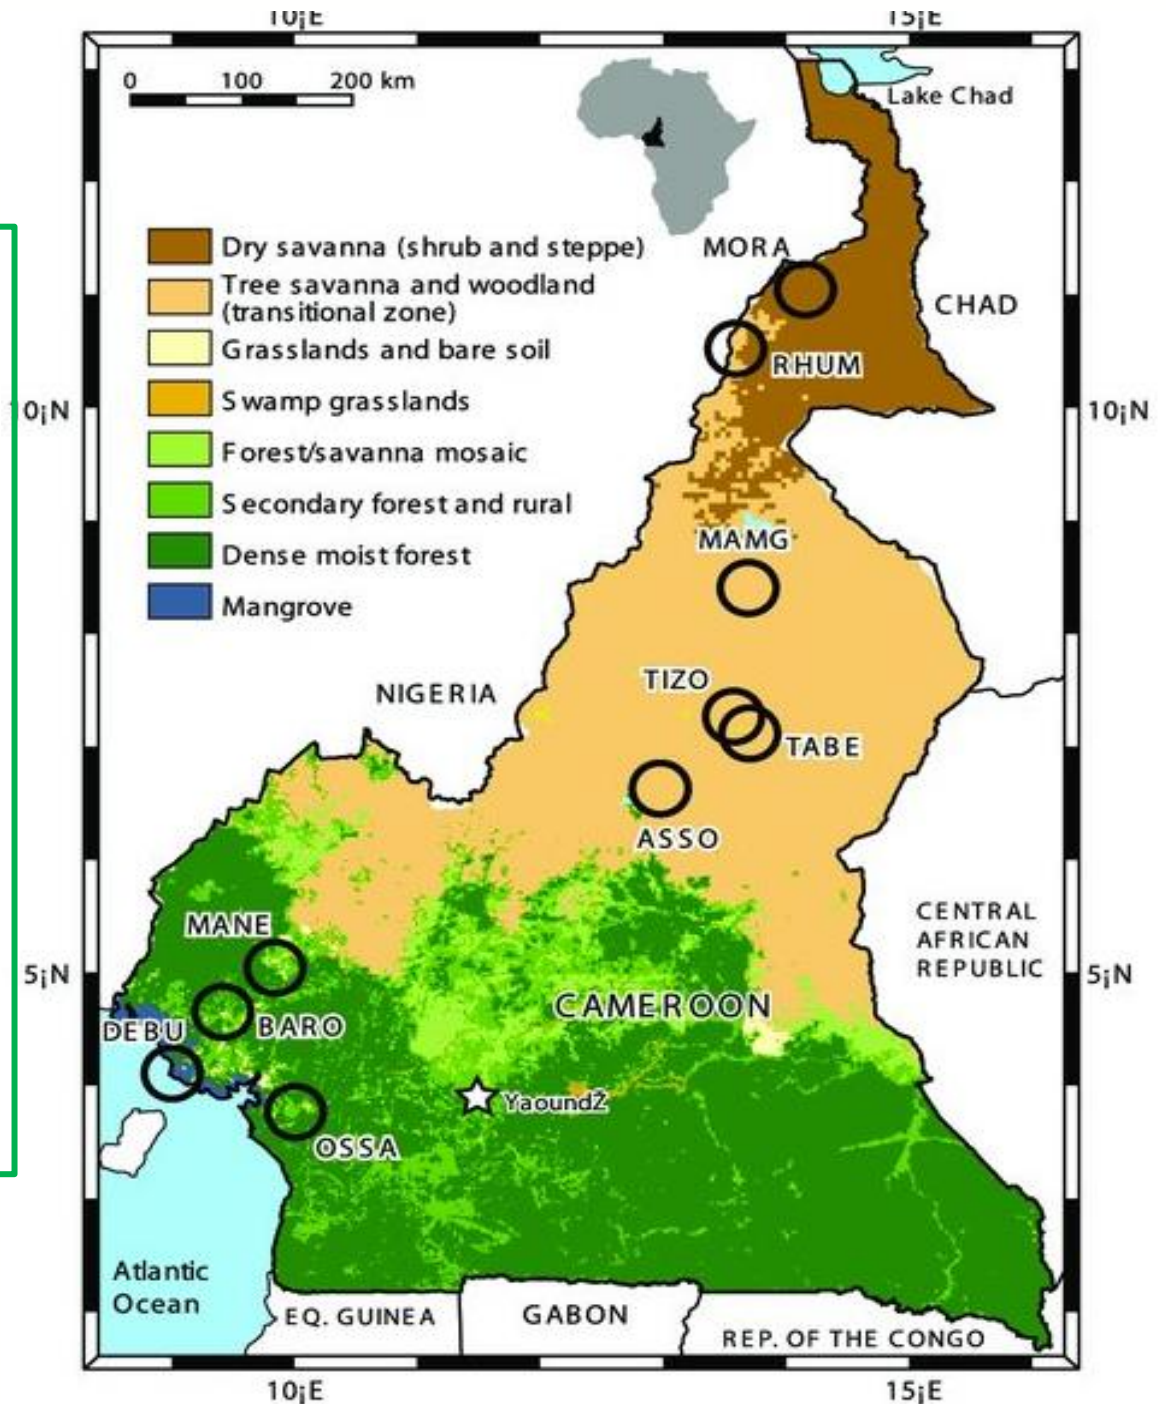 10¡E
15¡E
0 100 200 km
Lake Chad
Dry savanna (shrub and steppe)
MORA
Tree savanna and woodland
(transitional zone)
CHAD
Grasslands and bare soil
RHUM
Swamp grasslands
0¡N
10¡N
Forest/savanna mosaic
Secondary forest and rural
Dense moist forest
MAMG
Mangrove
TIZO
NIGERIA
TABE
ASSO
MANE
CENTRAL
AFRICAN
REPUBLIC
5¡N
5¡N
CAMEROON
DEBU
BARO
YaoundŽ
OSSA
Atlantic
Ocean
EQ. GUINEA
GABON
REP. OF THE CONGO
10¡E
15¡E